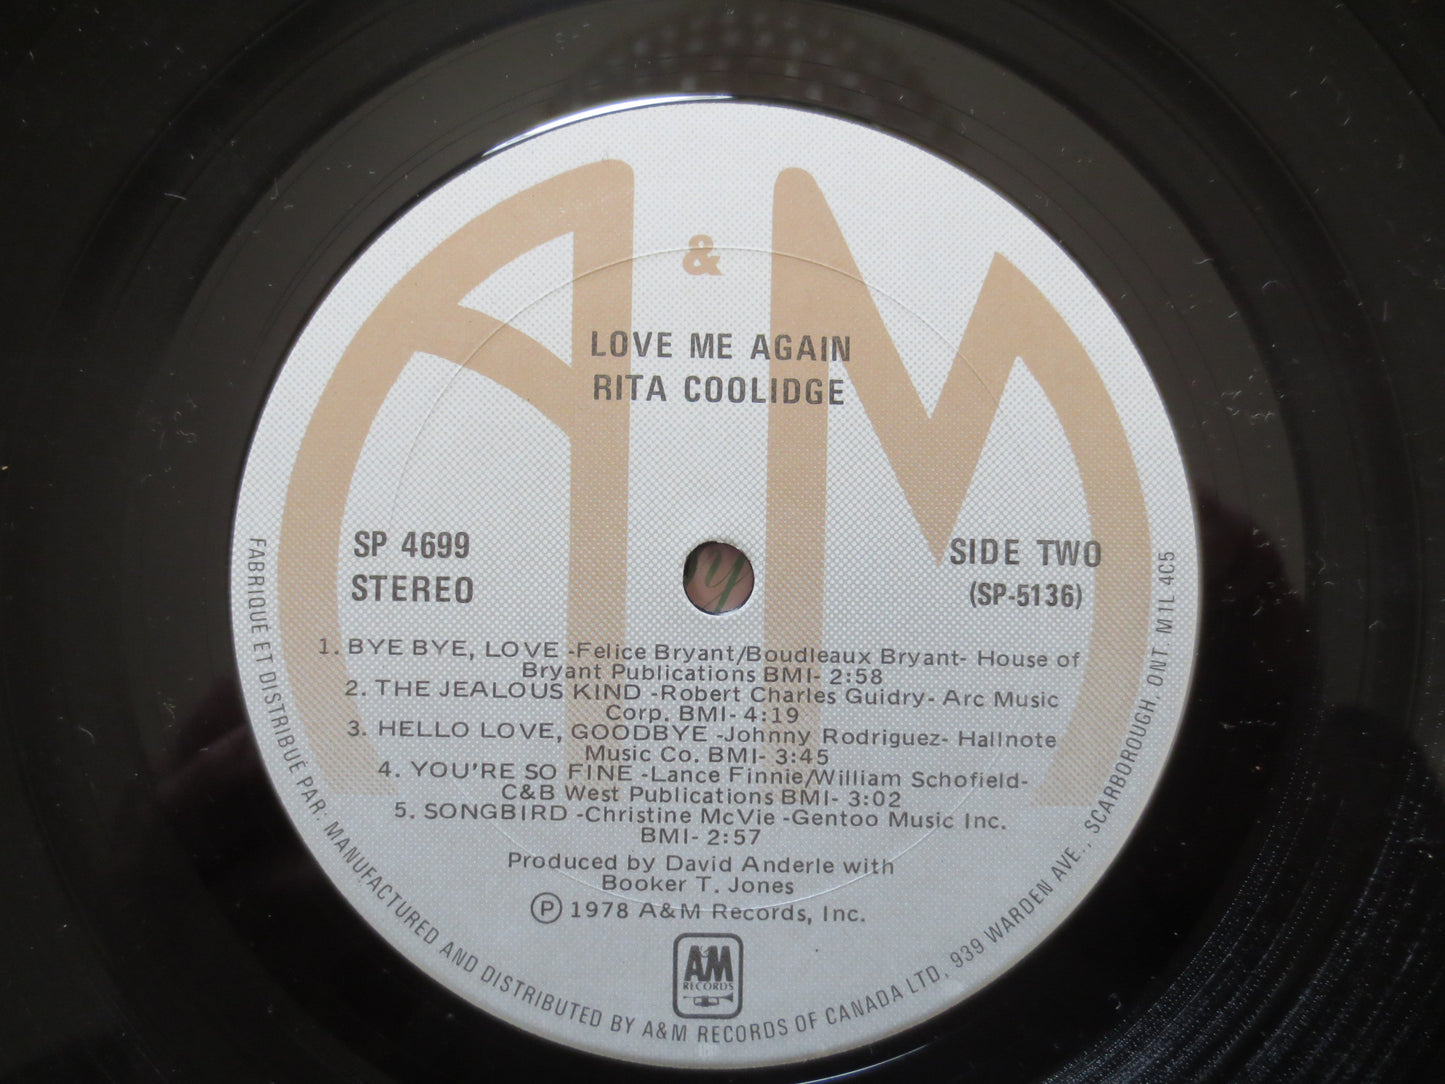 &
LOVE ME AGAIN
RITA COOLIDGE
SP 4699
STEREO
SIDE TWO
(SP-5136)
1. BYE BYE, LOVE -Felice Bryant/Boudleaux Bryant- House of
Bryant Publications BMI- 2:58
2. THE JEALOUS KIND -Robert Charles Guidry- Arc Music
Corp. BMI- 4:19
3. HELLO LOVE, GOODBYE -Johnny Rodriguez- Hallnote
Music Co. BMI- 3:45
4. YOU'RE SO FINE -Lance Finnie/William Schofield-
C&B West Publications BMI- 3:02
5. SONGBIRD -Christine McVie -Gentoo Music Inc.
BMI- 2:57
Produced by David Anderle with
Booker T. Jones
Ⓟ 1978 A&M Records, Inc.
A&M
RECORDS
FABRIQUÉ ET DISTRIBUÉ PAR: MANUFACTURED AND DISTRIBUTED BY A&M RECORDS OF CANADA LTD, 939 WARDEN AVE., SCARBOROUGH, ONT. M1L 4C5